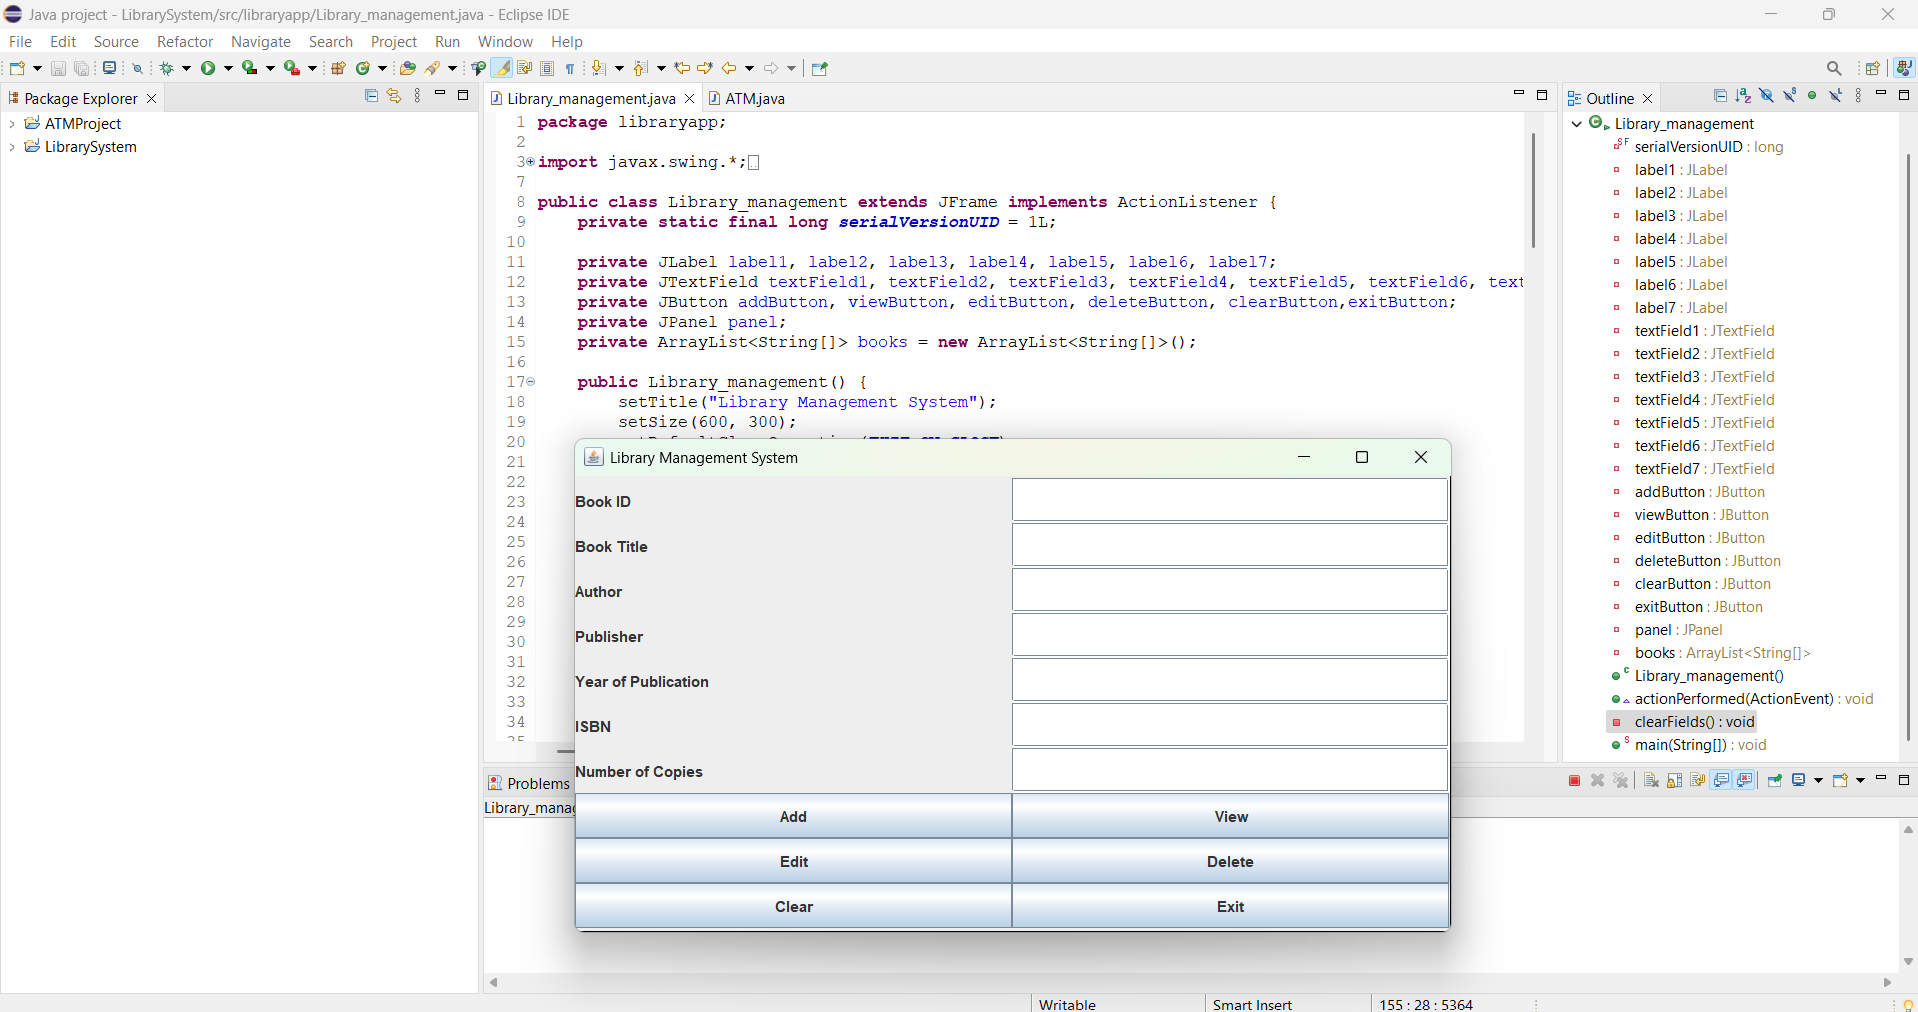 Java project - LibrarySystem/src/libraryapp/Library_management.java - Eclipse IDE
File Edit Source Refactor Navigate Search Project Run Window Help
Package Explorer
ATMProject
LibrarySystem
Library_management.java ATM.java
1 package libraryapp;
2
3 import javax.swing.*;
7
8 public class Library_management extends JFrame implements ActionListener {
9 private static final long serialVersionUID = 1L;
10
11 private JLabel label1, label2, label3, label4, label5, label6, label7;
12 private JTextField textField1, textField2, textField3, textField4, textField5, textField6, text
13 private JButton addButton, viewButton, editButton, deleteButton, clearButton,exitButton;
14 private JPanel panel;
15 private ArrayList<String[]> books = new ArrayList<String[]>();
16
17 public Library_management() {
18 setTitle("Library Management System");
19 setSize(600, 300);
20
21
22
23
24
25
26
27
28
29
30
31
32
33
34
Library Management System
Book ID
Book Title
Author
Publisher
Year of Publication
ISBN
Number of Copies
Add View
Edit Delete
Clear Exit
Problems
Library_mana
Outline
Library_management
serialVersionUID : long
label1 : JLabel
label2 : JLabel
label3 : JLabel
label4 : JLabel
label5 : JLabel
label6 : JLabel
label7 : JLabel
textField1 : JTextField
textField2 : JTextField
textField3 : JTextField
textField4 : JTextField
textField5 : JTextField
textField6 : JTextField
textField7 : JTextField
addButton : JButton
viewButton : JButton
editButton : JButton
deleteButton : JButton
clearButton : JButton
exitButton : JButton
panel : JPanel
books : ArrayList<String[]>
Library_management()
actionPerformed(ActionEvent) : void
clearFields() : void
main(String[]) : void
Writable Smart Insert 155 : 28 : 5364